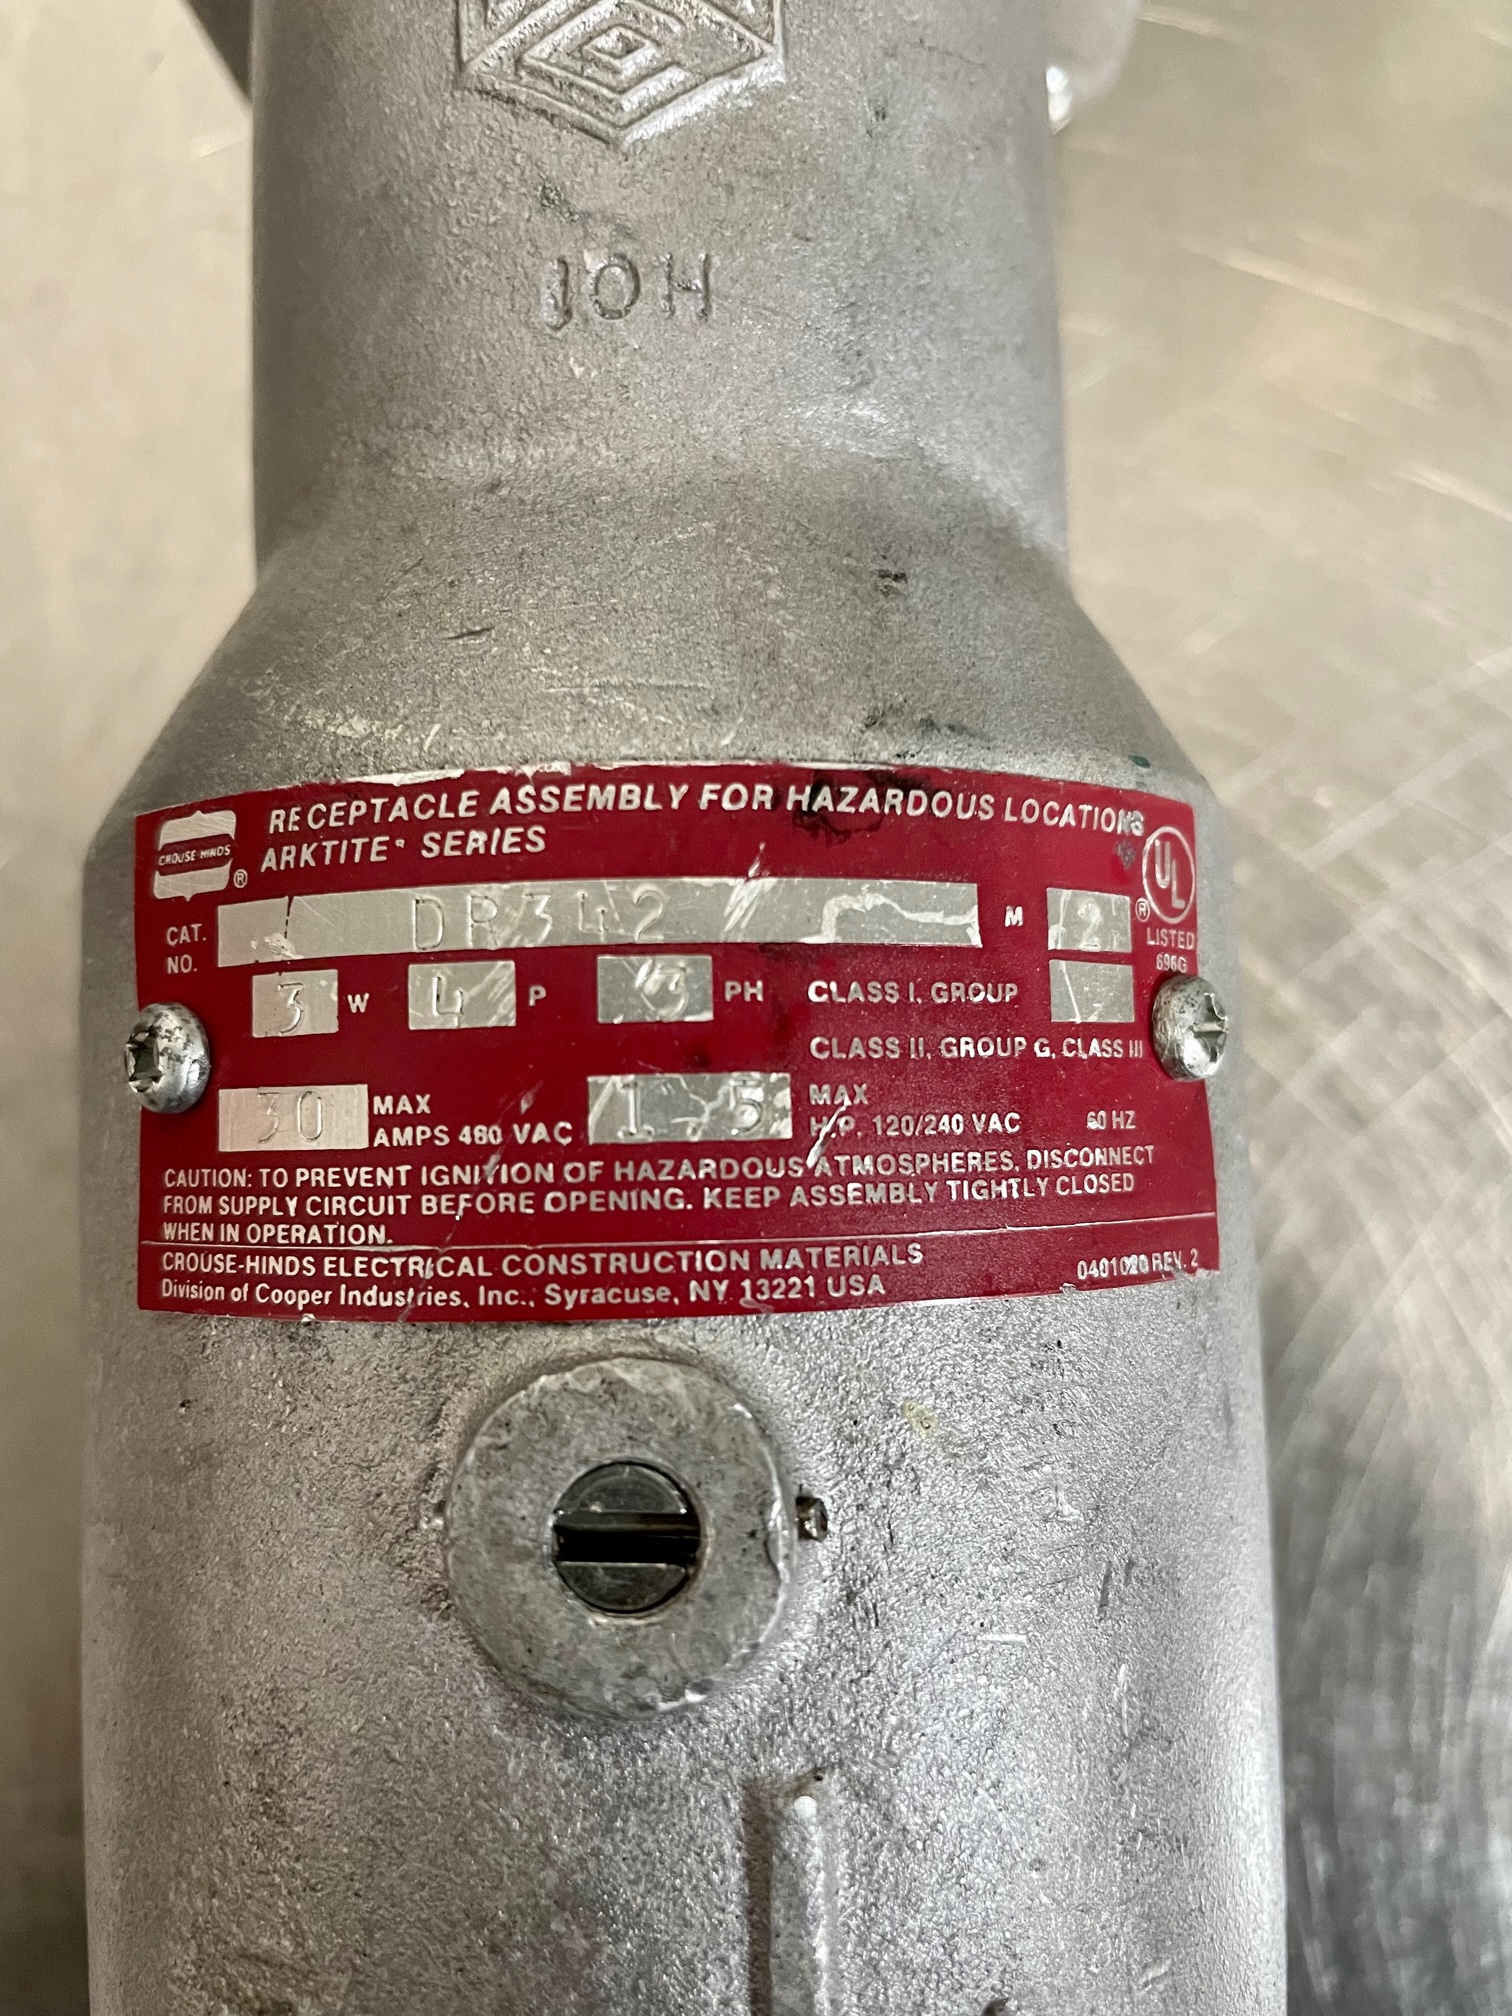 JOH
RECEPTACLE ASSEMBLY FOR HAZARDOUS LOCATIONS
CROUSE-HINDS ® ARKTITE® SERIES
UL ® LISTED 696G
CAT. NO. DR342 M 2
3 W 4 P 3 PH CLASS I, GROUP
CLASS II, GROUP G, CLASS III
30 MAX AMPS 480 VAC 1.5 MAX H.P. 120/240 VAC 60 HZ
CAUTION: TO PREVENT IGNITION OF HAZARDOUS ATMOSPHERES, DISCONNECT
FROM SUPPLY CIRCUIT BEFORE OPENING. KEEP ASSEMBLY TIGHTLY CLOSED
WHEN IN OPERATION.
CROUSE-HINDS ELECTRICAL CONSTRUCTION MATERIALS
Division of Cooper Industries, Inc., Syracuse, NY 13221 USA
REV. 2